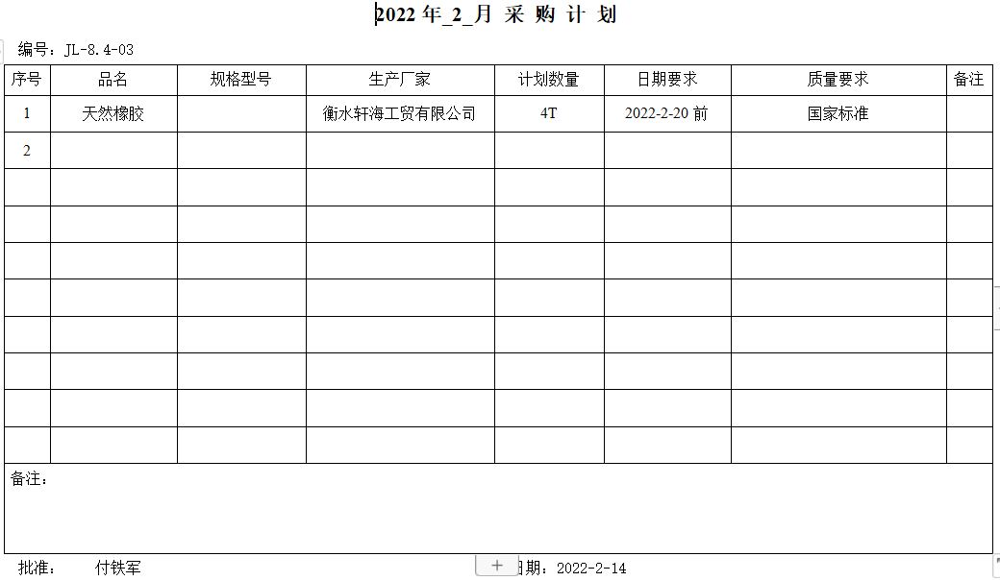 2022 年_2_月 采 购 计 划
编号：JL-8.4-03
序号 品名 规格型号 生产厂家 计划数量 日期要求 质量要求 备注
1 天然橡胶 衡水轩海工贸有限公司 4T 2022-2-20 前 国家标准
2
备注：
批准： 付铁军 日期：2022-2-14